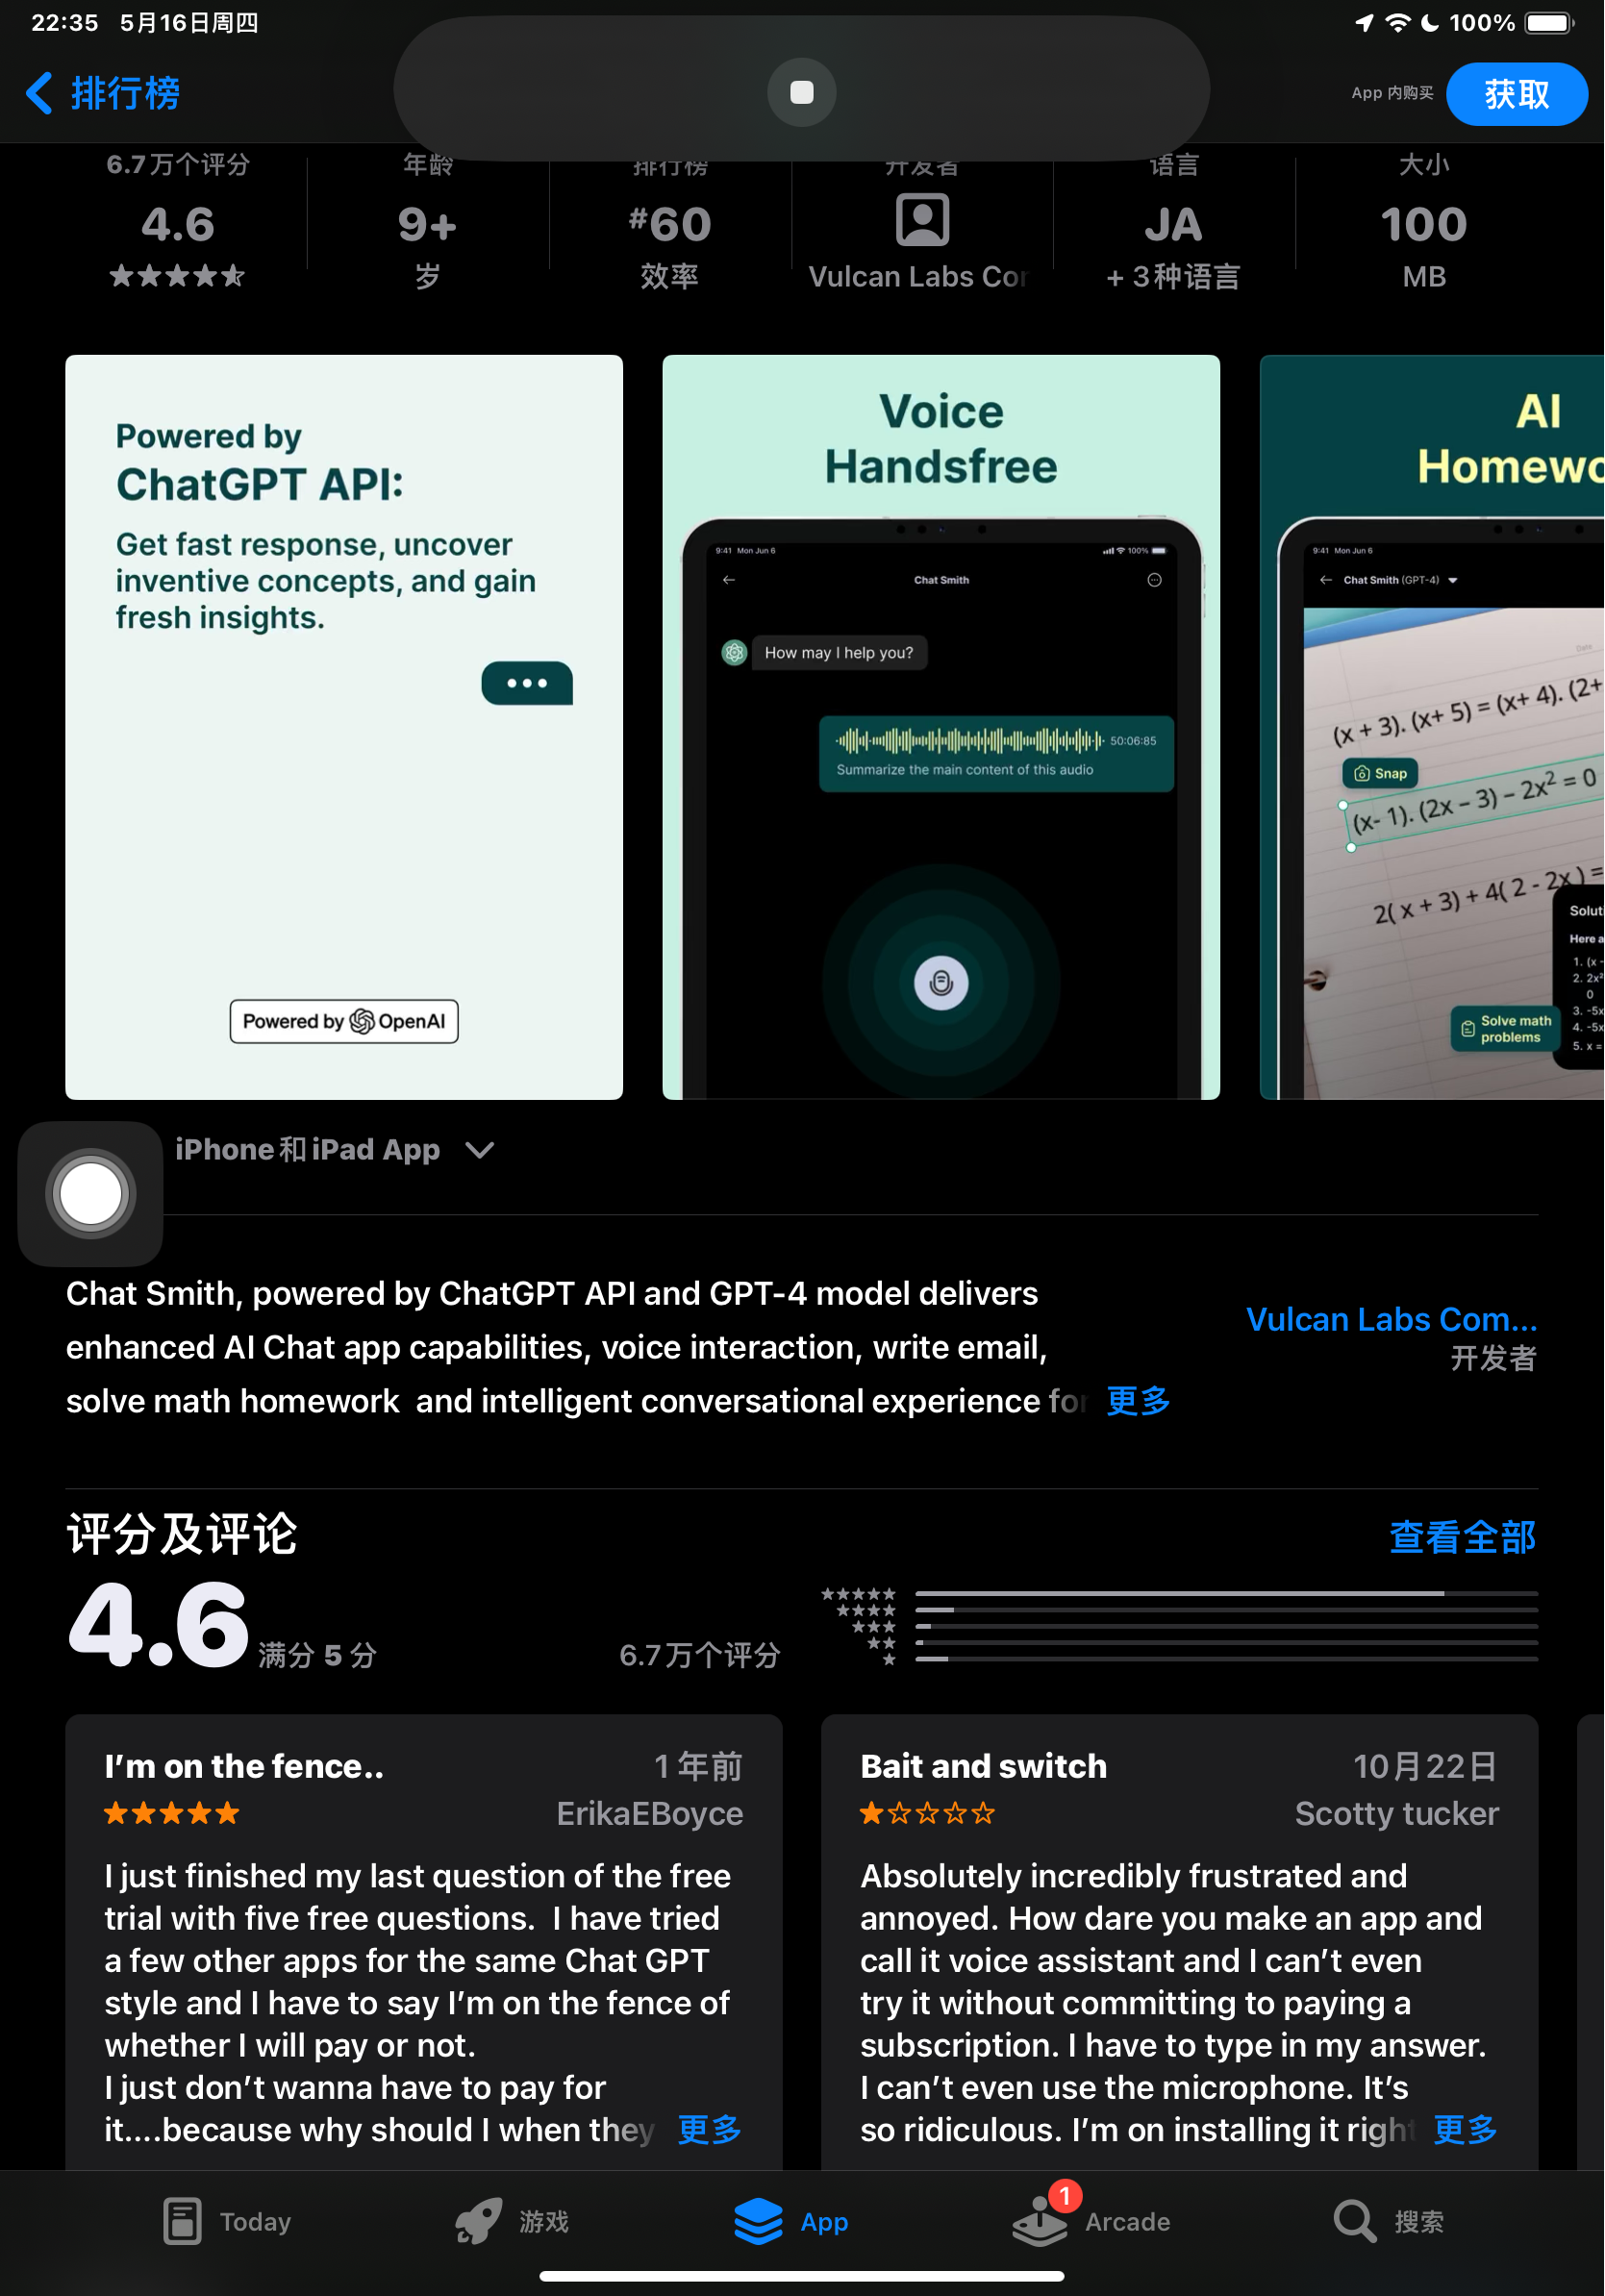 22:35 5月16日周四
100%
排行榜
App 内购买
获取
6.7万个评分
年龄
排行榜
开发者
语言
大小
4.6
9+
#60
JA
100
岁
效率
Vulcan Labs Cor
+ 3种语言
MB
Powered by
ChatGPT API:
Get fast response, uncover
inventive concepts, and gain
fresh insights.
Powered by OpenAI
Voice
Handsfree
9:41 Mon Jun 6
100%
Chat Smith
How may I help you?
50:06:85
Summarize the main content of this audio
AI
Homewo
9:41 Mon Jun 6
Chat Smith (GPT-4)
Date
(x + 3). (x+ 5) = (x+ 4). (2+
Snap
(x- 1). (2x – 3) – 2x² = 0
2( x + 3) + 4( 2 - 2x ) =
Soluti
Here a
1. (x -
2. 2x²
0
3. -5x
4. -5x
5. x =
Solve math
problems
iPhone和iPad App
Chat Smith, powered by ChatGPT API and GPT-4 model delivers
enhanced AI Chat app capabilities, voice interaction, write email,
solve math homework and intelligent conversational experience for 更多
Vulcan Labs Com...
开发者
评分及评论
查看全部
4.6 满分 5 分
6.7万个评分
I’m on the fence..
1 年前
ErikaEBoyce
I just finished my last question of the free
trial with five free questions. I have tried
a few other apps for the same Chat GPT
style and I have to say I’m on the fence of
whether I will pay or not.
I just don’t wanna have to pay for
it....because why should I when they 更多
Bait and switch
10月22日
Scotty tucker
Absolutely incredibly frustrated and
annoyed. How dare you make an app and
call it voice assistant and I can’t even
try it without committing to paying a
subscription. I have to type in my answer.
I can’t even use the microphone. It’s
so ridiculous. I’m on installing it right 更多
Today
游戏
App
1
Arcade
搜索